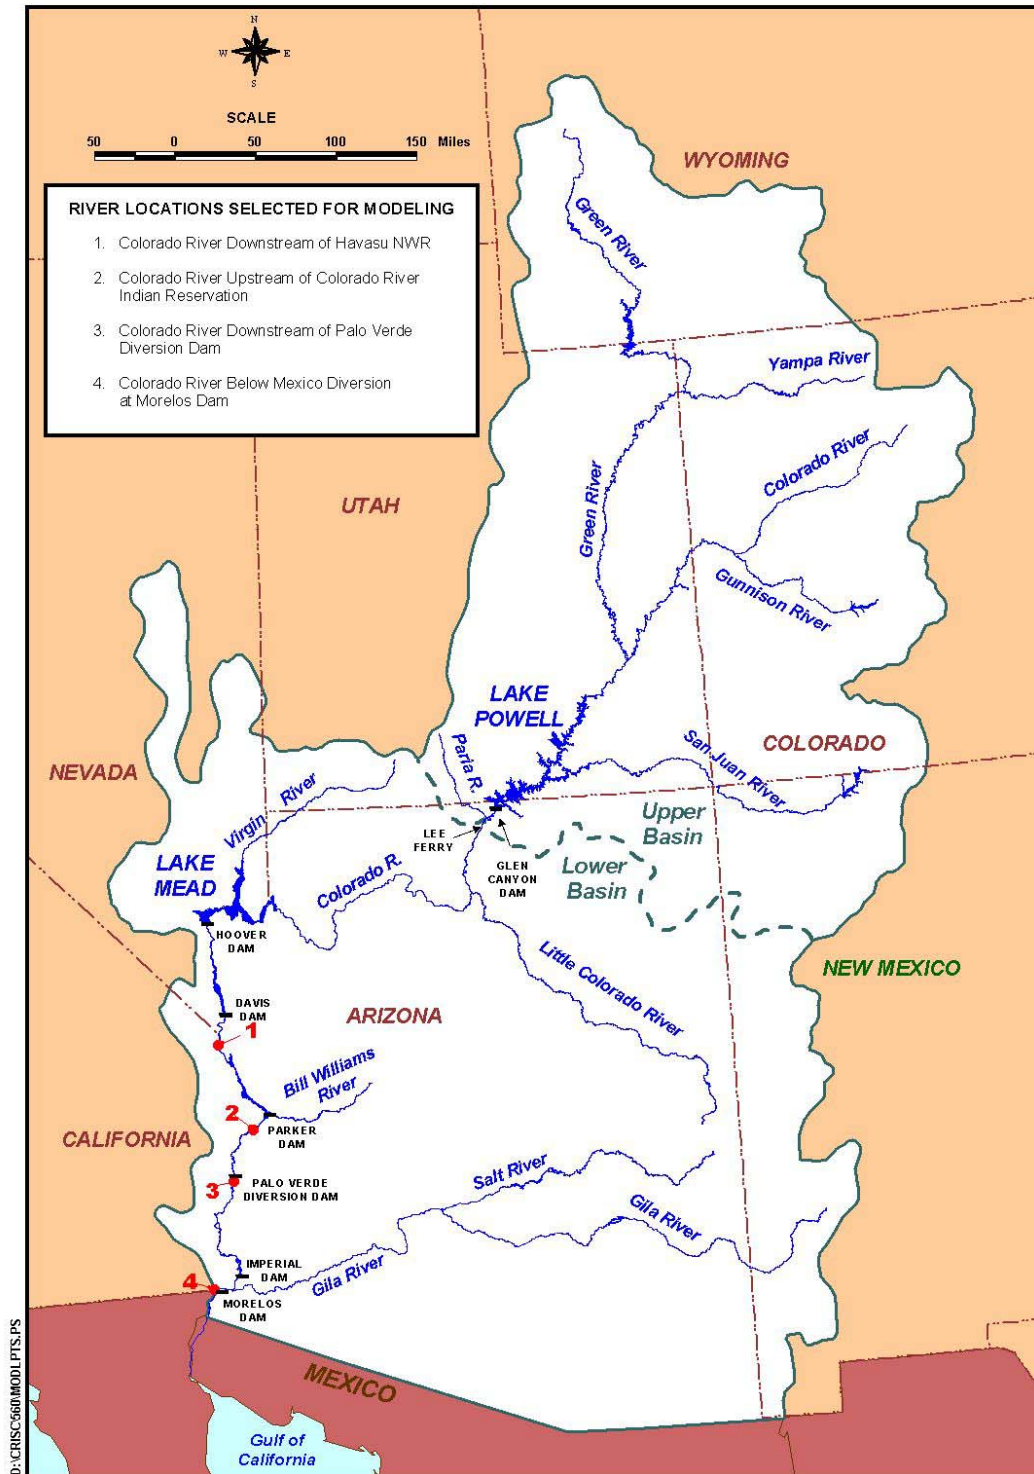 N
W E
S
SCALE
50 0 50 100 150 Miles
RIVER LOCATIONS SELECTED FOR MODELING
1. Colorado River Downstream of Havasu NWR
2. Colorado River Upstream of Colorado River
Indian Reservation
3. Colorado River Downstream of Palo Verde
Diversion Dam
4. Colorado River Below Mexico Diversion
at Morelos Dam
WYOMING
Green River
Yampa River
Colorado River
UTAH
Green River
Gunnison River
LAKE
POWELL
COLORADO
San Juan River
NEVADA
Paria R.
Virgin River
Upper
Basin
LEE
FERRY
GLEN
CANYON
DAM
Lower
Basin
LAKE
MEAD
Colorado R.
HOOVER
DAM
NEW MEXICO
Little Colorado River
DAVIS
DAM
ARIZONA
1
Bill Williams
River
2
PARKER
DAM
CALIFORNIA
Salt River
3
PALO VERDE
DIVERSION DAM
Gila River
IMPERIAL
DAM
Gila River
4
MORELOS
DAM
MEXICO
Gulf of
California
D:\CRISC560\MODLPTS.PS